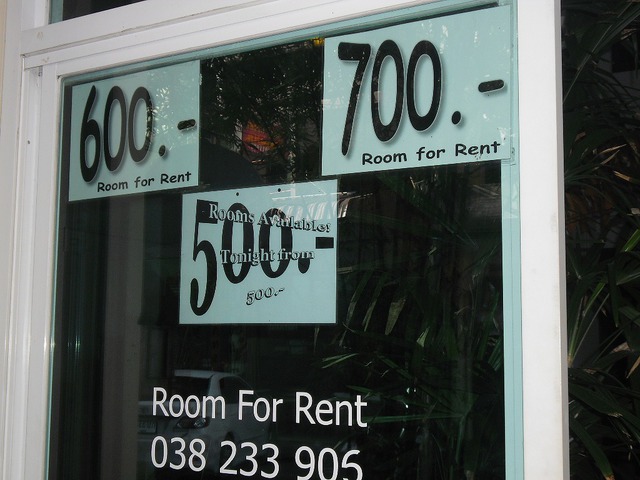 600.-
Room for Rent
700.-
Room for Rent
Rooms Available!
500.-
Tonight from
500.-
Room For Rent
038 233 905